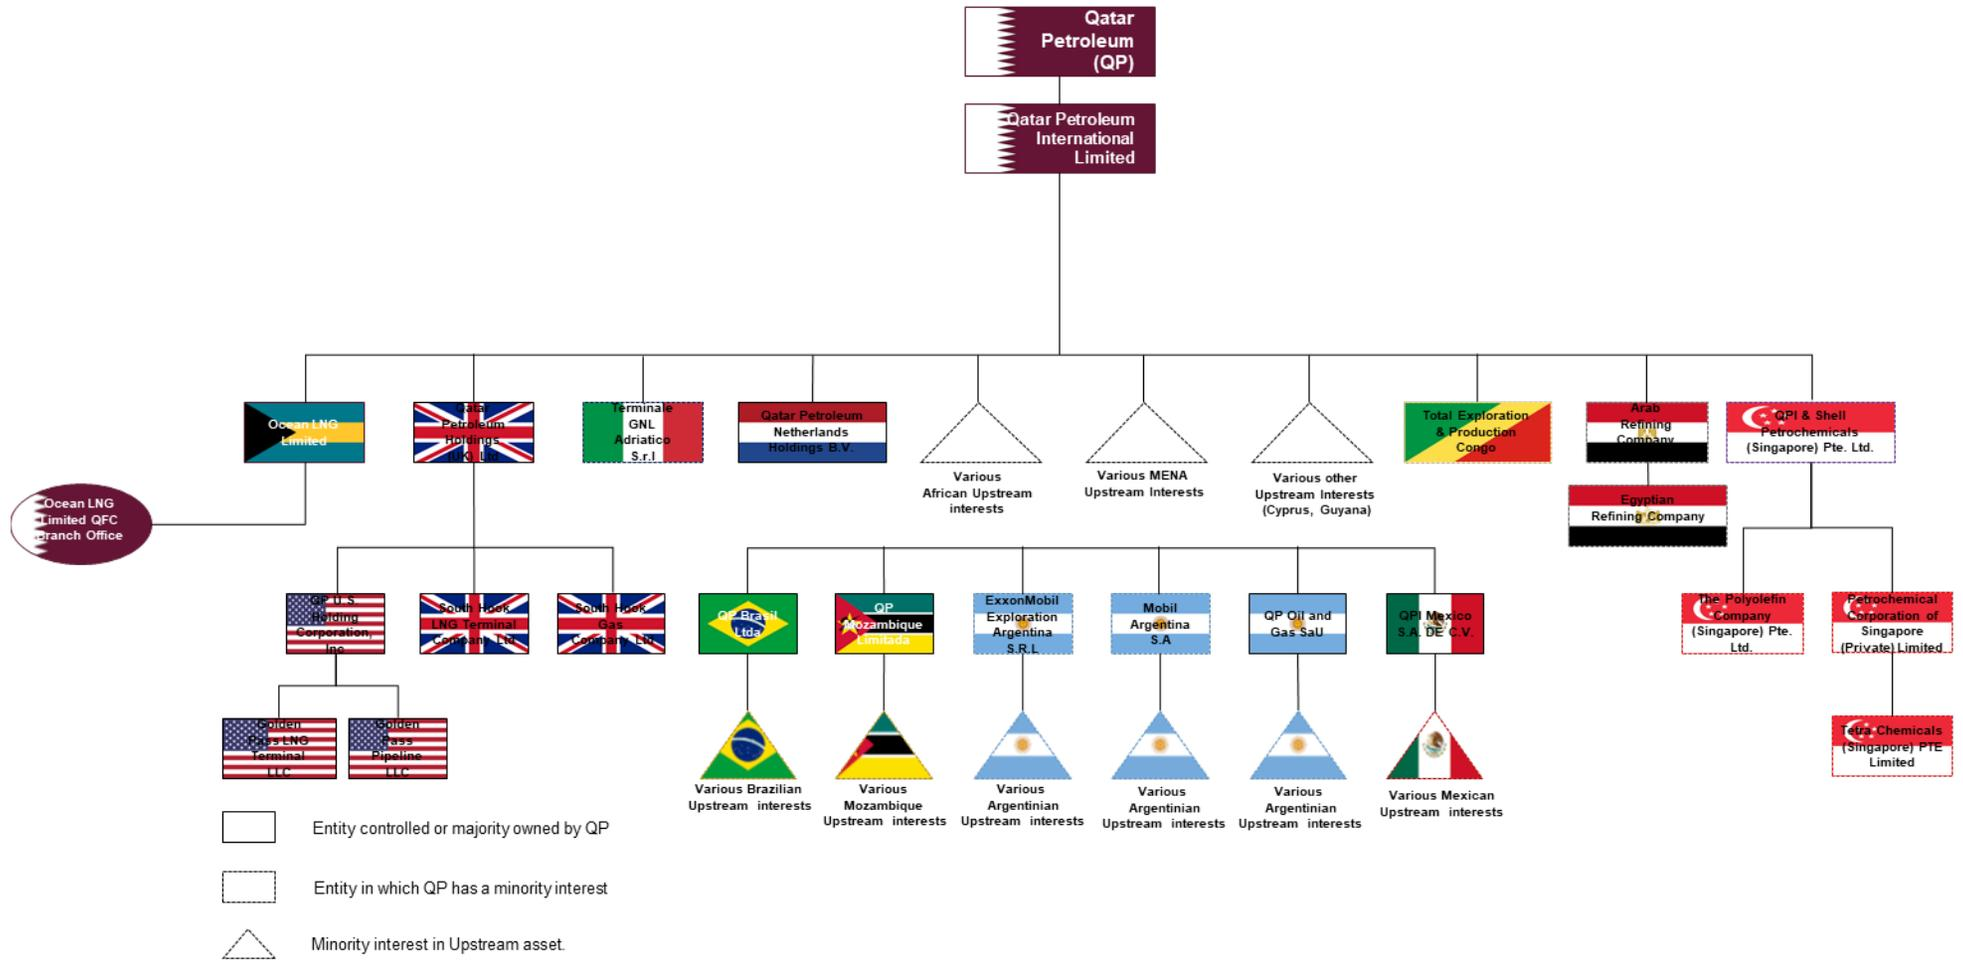 Qatar
Petroleum
(QP)
Qatar Petroleum
International
Limited
Ocean LNG
Limited
Qatar
Petroleum
Holdings
(UK) Ltd
Terminale
GNL
Adriatico
S.r.l
Qatar Petroleum
Netherlands
Holdings B.V.
Various
African Upstream
interests
Various MENA
Upstream Interests
Various other
Upstream Interests
(Cyprus, Guyana)
Total Exploration
& Production
Congo
Arab
Refining
Company
QPI & Shell
Petrochemicals
(Singapore) Pte. Ltd.
Ocean LNG
Limited QFC
Branch Office
Egyptian
Refining Company
QP U.S.
Holding
Corporation,
Inc
South Hook
LNG Terminal
Company Ltd
South Hook
Gas
Company Ltd
QP Brasil
Ltda
QP
Mozambique
Limitada
ExxonMobil
Exploration
Argentina
S.R.L
Mobil
Argentina
S.A
QP Oil and
Gas SaU
QPI Mexico
S.A. DE C.V.
The Polyolefin
Company
(Singapore) Pte.
Ltd.
Petrochemical
Corporation of
Singapore
(Private) Limited
Golden
Pass LNG
Terminal
LLC
Golden
Pass
Pipeline
LLC
Tetra Chemicals
(Singapore) PTE
Limited
Various Brazilian
Upstream interests
Various
Mozambique
Upstream interests
Various
Argentinian
Upstream interests
Various
Argentinian
Upstream interests
Various
Argentinian
Upstream interests
Various Mexican
Upstream interests
Entity controlled or majority owned by QP
Entity in which QP has a minority interest
Minority interest in Upstream asset.